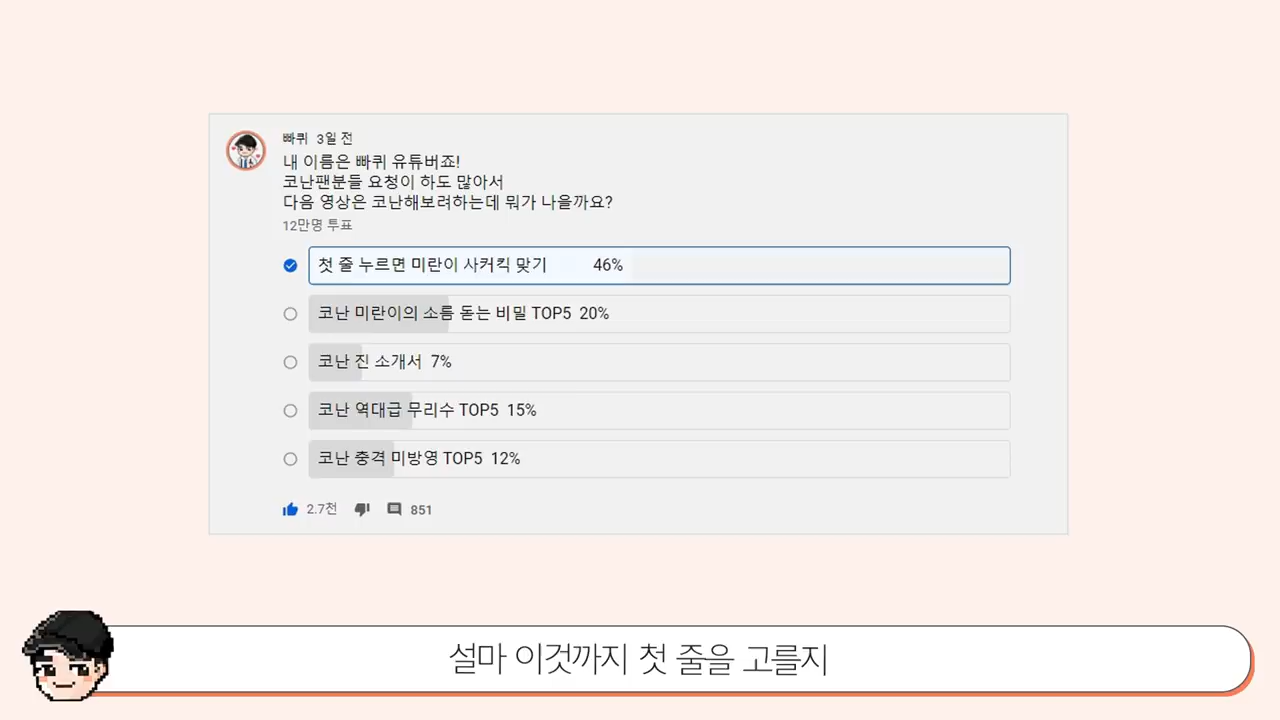 빠퀴 3일 전
내 이름은 빠퀴 유튜버죠!
코난팬분들 요청이 하도 많아서
다음 영상은 코난해보려하는데 뭐가 나을까요?
12만명 투표
첫 줄 누르면 미란이 사커킥 맞기 46%
코난 미란이의 소름 돋는 비밀 TOP5 20%
코난 진 소개서 7%
코난 역대급 무리수 TOP5 15%
코난 충격 미방영 TOP5 12%
2.7천 851
설마 이것까지 첫 줄을 고를지